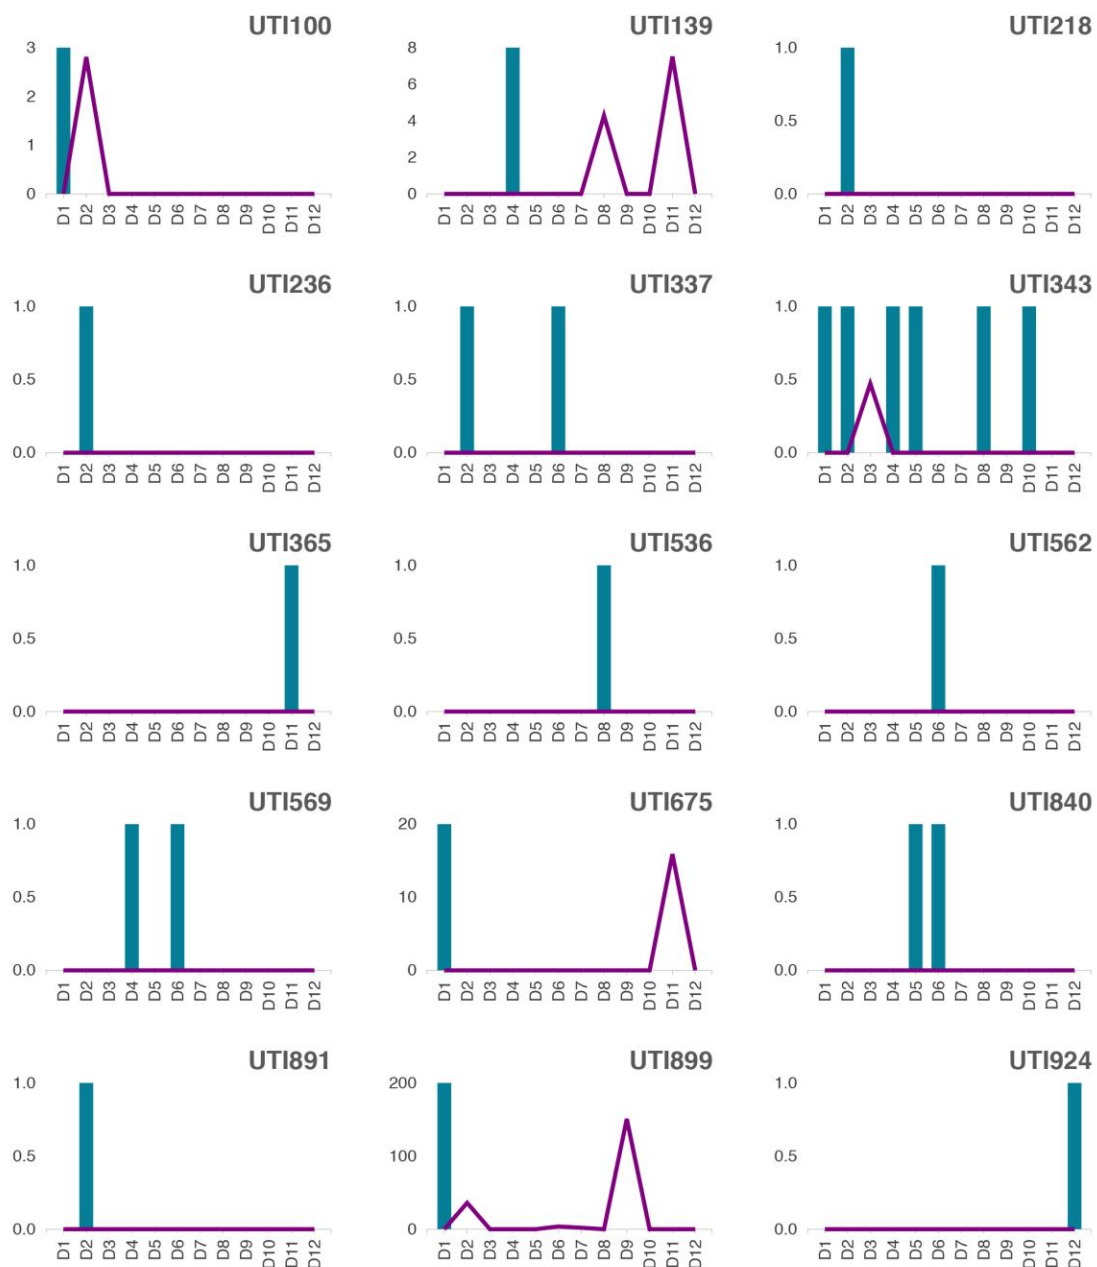 UTI100 UTI139 UTI218
3 8 1.0
6
2
4 0.5
1
2
0 0 0.0
D1 D2 D3 D4 D5 D6 D7 D8 D9 D10 D11 D12 D1 D2 D3 D4 D5 D6 D7 D8 D9 D10 D11 D12 D1 D2 D3 D4 D5 D6 D7 D8 D9 D10 D11 D12
UTI236 UTI337 UTI343
1.0 1.0 1.0
0.5 0.5 0.5
0.0 0.0 0.0
D1 D2 D3 D4 D5 D6 D7 D8 D9 D10 D11 D12 D1 D2 D3 D4 D5 D6 D7 D8 D9 D10 D11 D12 D1 D2 D3 D4 D5 D6 D7 D8 D9 D10 D11 D12
UTI365 UTI536 UTI562
1.0 1.0 1.0
0.5 0.5 0.5
0.0 0.0 0.0
D1 D2 D3 D4 D5 D6 D7 D8 D9 D10 D11 D12 D1 D2 D3 D4 D5 D6 D7 D8 D9 D10 D11 D12 D1 D2 D3 D4 D5 D6 D7 D8 D9 D10 D11 D12
UTI569 UTI675 UTI840
1.0 20 1.0
0.5 10 0.5
0.0 0 0.0
D1 D2 D3 D4 D5 D6 D7 D8 D9 D10 D11 D12 D1 D2 D3 D4 D5 D6 D7 D8 D9 D10 D11 D12 D1 D2 D3 D4 D5 D6 D7 D8 D9 D10 D11 D12
UTI891 UTI899 UTI924
1.0 200 1.0
0.5 100 0.5
0.0 0 0.0
D1 D2 D3 D4 D5 D6 D7 D8 D9 D10 D11 D12 D1 D2 D3 D4 D5 D6 D7 D8 D9 D10 D11 D12 D1 D2 D3 D4 D5 D6 D7 D8 D9 D10 D11 D12